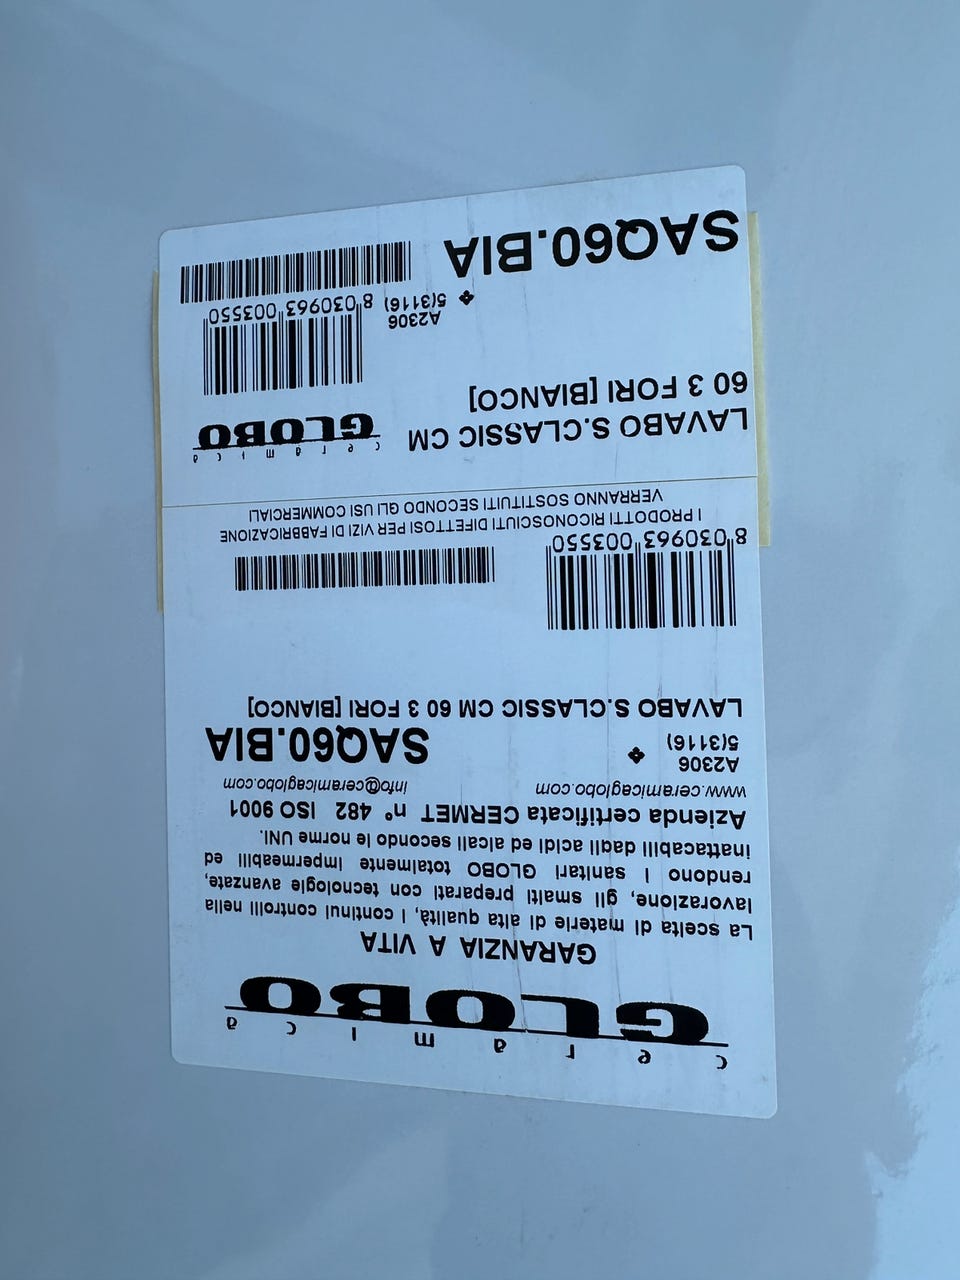 ceramica
GLOBO
GARANZIA A VITA
La scelta di materie di alta qualità, i continui controlli nella
lavorazione, gli smalti preparati con tecnologie avanzate,
rendono i sanitari GLOBO totalmente impermeabili ed
inattaccabili dagli acidi ed alcali secondo le norme UNI.
Azienda certificata CERMET n° 482 ISO 9001
www.ceramicaglobo.com info@ceramicaglobo.com
A2306
5(3116)
SAQ60.BIA
LAVABO S.CLASSIC CM 60 3 FORI [BIANCO]
8 030963 003550
I PRODOTTI RICONOSCIUTI DIFETTOSI PER VIZI DI FABBRICAZIONE
VERRANNO SOSTITUITI SECONDO GLI USI COMMERCIALI
ceramica
GLOBO
LAVABO S.CLASSIC CM
60 3 FORI [BIANCO]
8 030963 003550
A2306
5(3116)
SAQ60.BIA